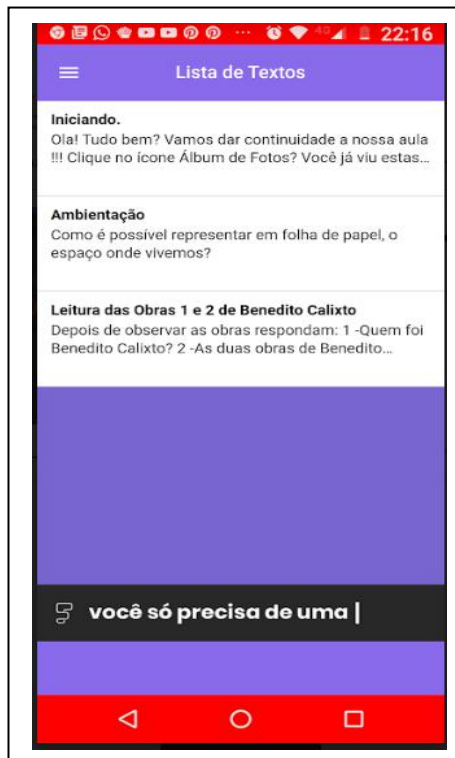 4G 22:16
Lista de Textos
Iniciando.
Ola! Tudo bem? Vamos dar continuidade a nossa aula
!!! Clique no ícone Álbum de Fotos? Você já viu estas...
Ambientação
Como é possível representar em folha de papel, o
espaço onde vivemos?
Leitura das Obras 1 e 2 de Benedito Calixto
Depois de observar as obras respondam: 1 -Quem foi
Benedito Calixto? 2 -As duas obras de Benedito...
você só precisa de uma |